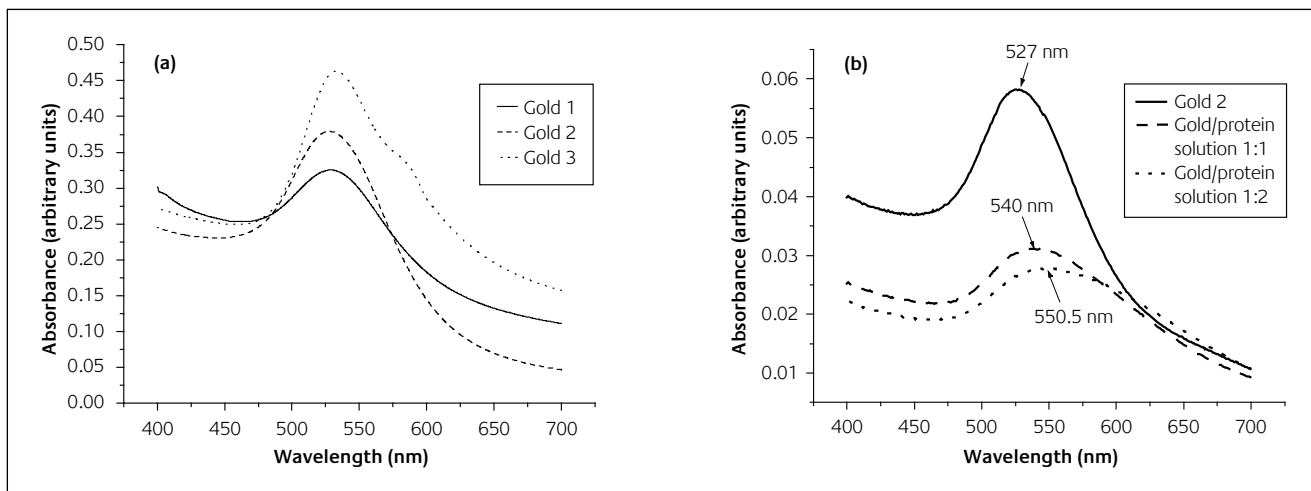 (a)
Absorbance (arbitrary units)
0.50
0.45
0.40
0.35
0.30
0.25
0.20
0.15
0.10
0.05
0.00
400
450
500
550
600
650
700
Wavelength (nm)
Gold 1
Gold 2
Gold 3
(b)
Absorbance (arbitrary units)
0.06
0.05
0.04
0.03
0.02
0.01
400
450
500
550
600
650
700
Wavelength (nm)
527 nm
540 nm
550.5 nm
Gold 2
Gold/protein
solution 1:1
Gold/protein
solution 1:2